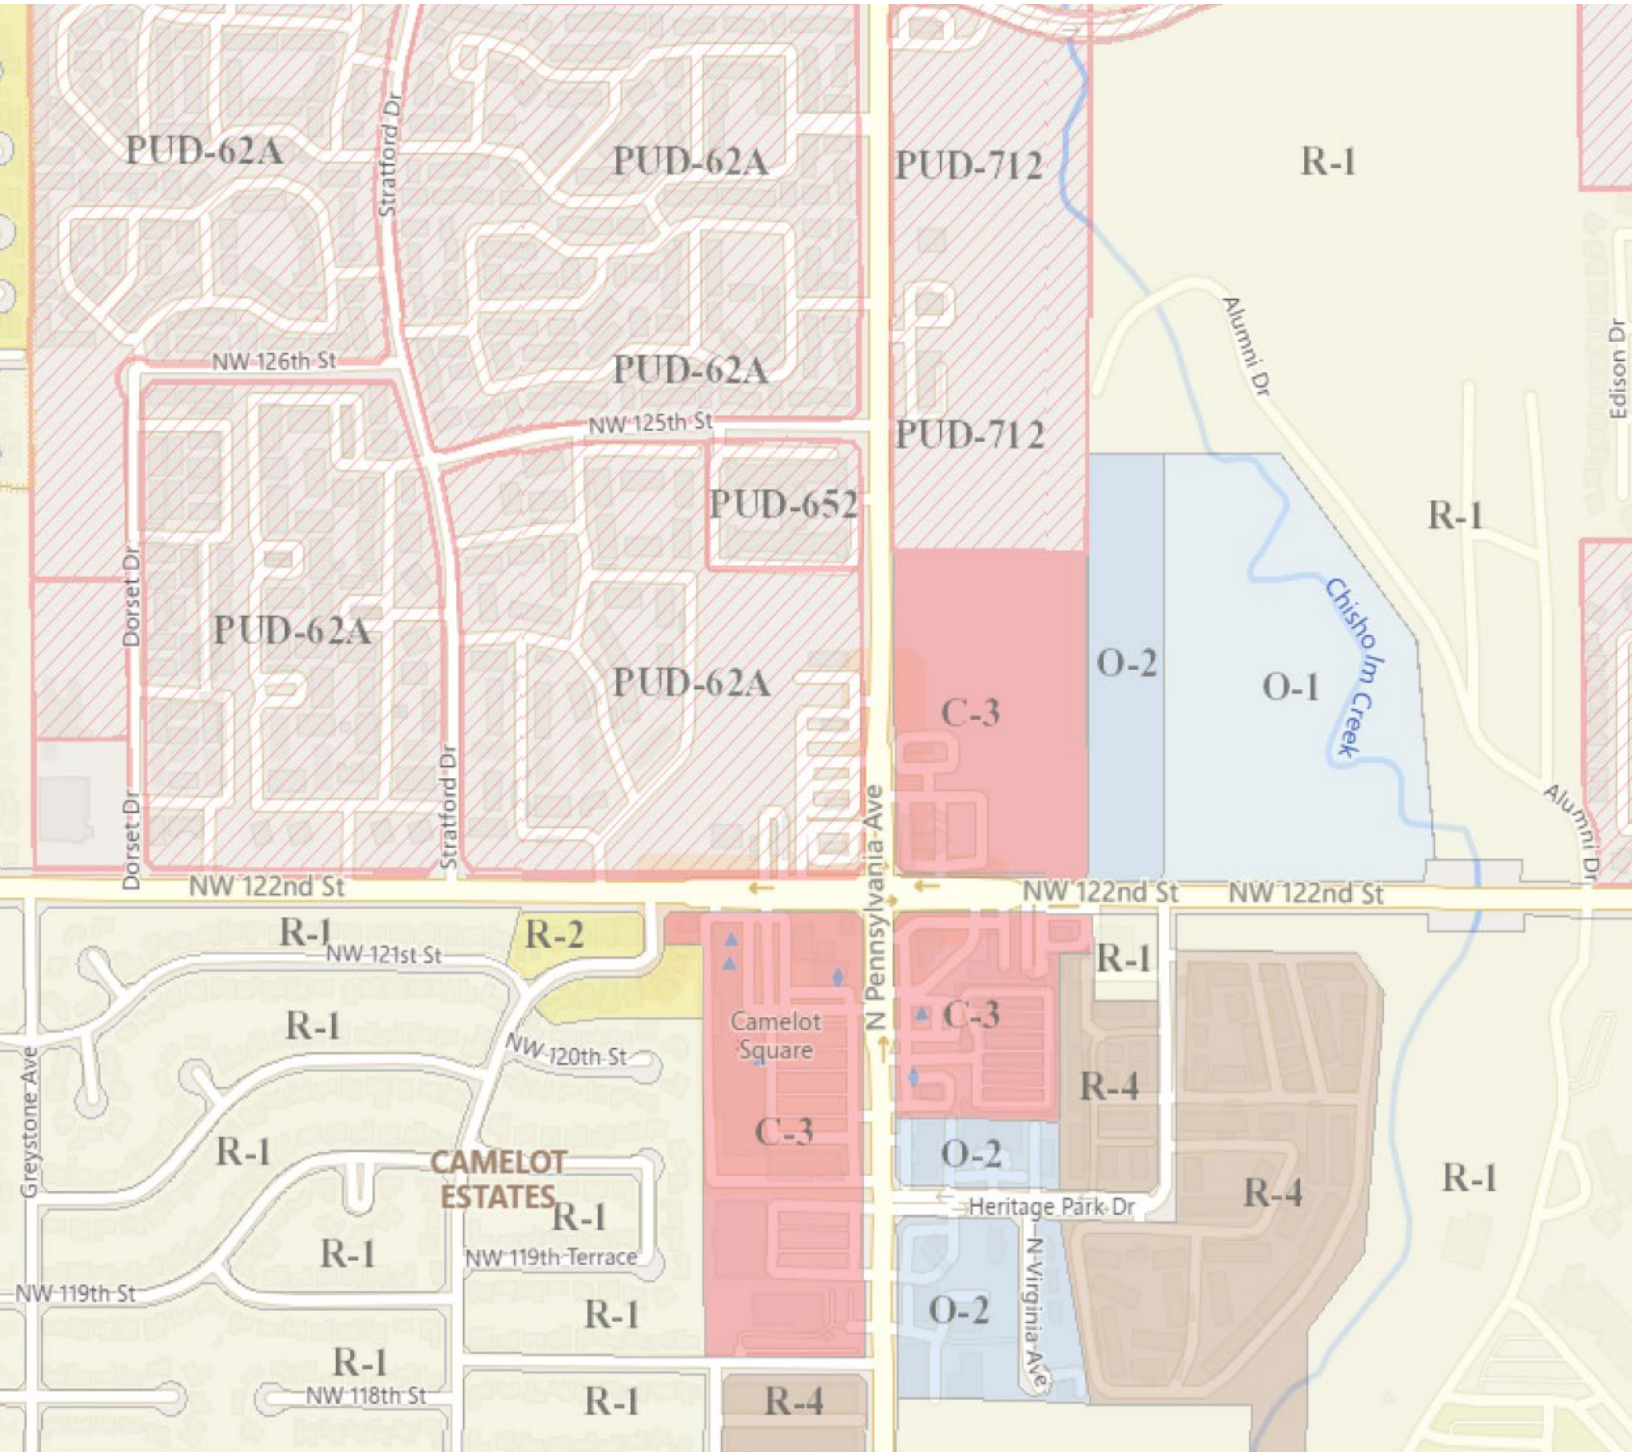 PUD-62A
Stratford Dr
PUD-62A
PUD-712
R-1
NW 126th St
PUD-62A
NW 125th St
PUD-712
Alumni Dr
Edison Dr
PUD-652
R-1
Dorset Dr
PUD-62A
PUD-62A
C-3
O-2
O-1
Chisholm Creek
Dorset Dr
Stratford Dr
N Pennsylvania Ave
Alumni Dr
NW 122nd St
NW 122nd St
NW 122nd St
R-1
NW 121st St
R-2
R-1
R-1
NW 120th St
Camelot
Square
C-3
R-4
Greystone Ave
R-1
CAMELOT
ESTATES
R-1
C-3
O-2
R-4
R-1
Heritage Park Dr
R-1
NW 119th Terrace
NW 119th St
R-1
O-2
N Virginia Ave
R-1
NW 118th St
R-1
R-4